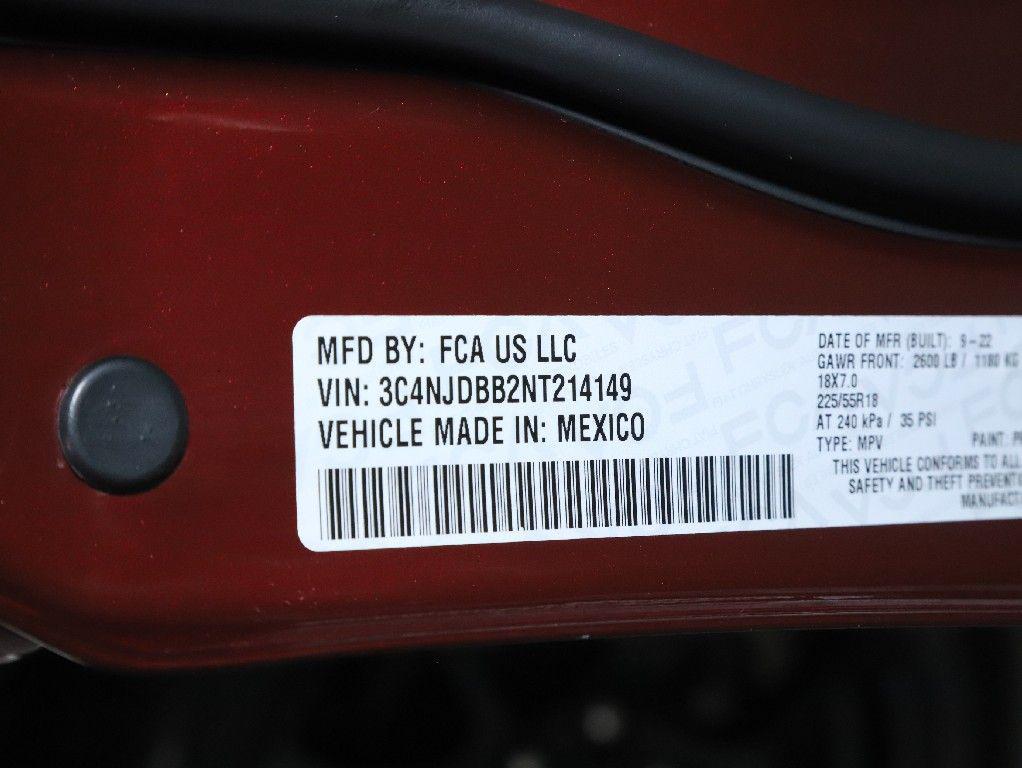 MFD BY: FCA US LLC
VIN: 3C4NJDBB2NT214149
VEHICLE MADE IN: MEXICO
DATE OF MFR (BUILT): 9-22
GAWR FRONT: 2600 LB / 1180 KG
18X7.0
225/55R18
AT 240 kPa / 35 PSI
TYPE: MPV PAINT:
THIS VEHICLE CONFORMS TO ALL
SAFETY AND THEFT